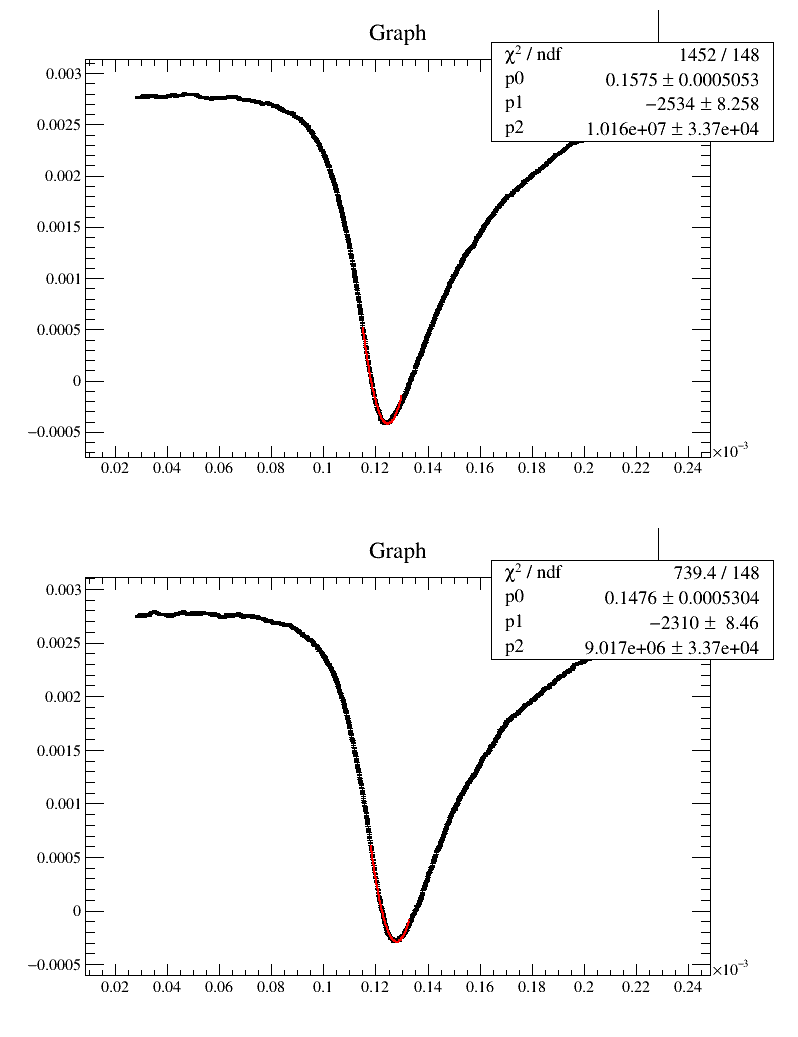 Graph
χ² / ndf 1452 / 148
p0 0.1575 ± 0.0005053
p1 −2534 ± 8.258
p2 1.016e+07 ± 3.37e+04
0.003
0.0025
0.002
0.0015
0.001
0.0005
0
−0.0005
0.02 0.04 0.06 0.08 0.1 0.12 0.14 0.16 0.18 0.2 0.22 0.24
×10⁻³
Graph
χ² / ndf 739.4 / 148
p0 0.1476 ± 0.0005304
p1 −2310 ± 8.46
p2 9.017e+06 ± 3.37e+04
0.003
0.0025
0.002
0.0015
0.001
0.0005
0
−0.0005
0.02 0.04 0.06 0.08 0.1 0.12 0.14 0.16 0.18 0.2 0.22 0.24
×10⁻³